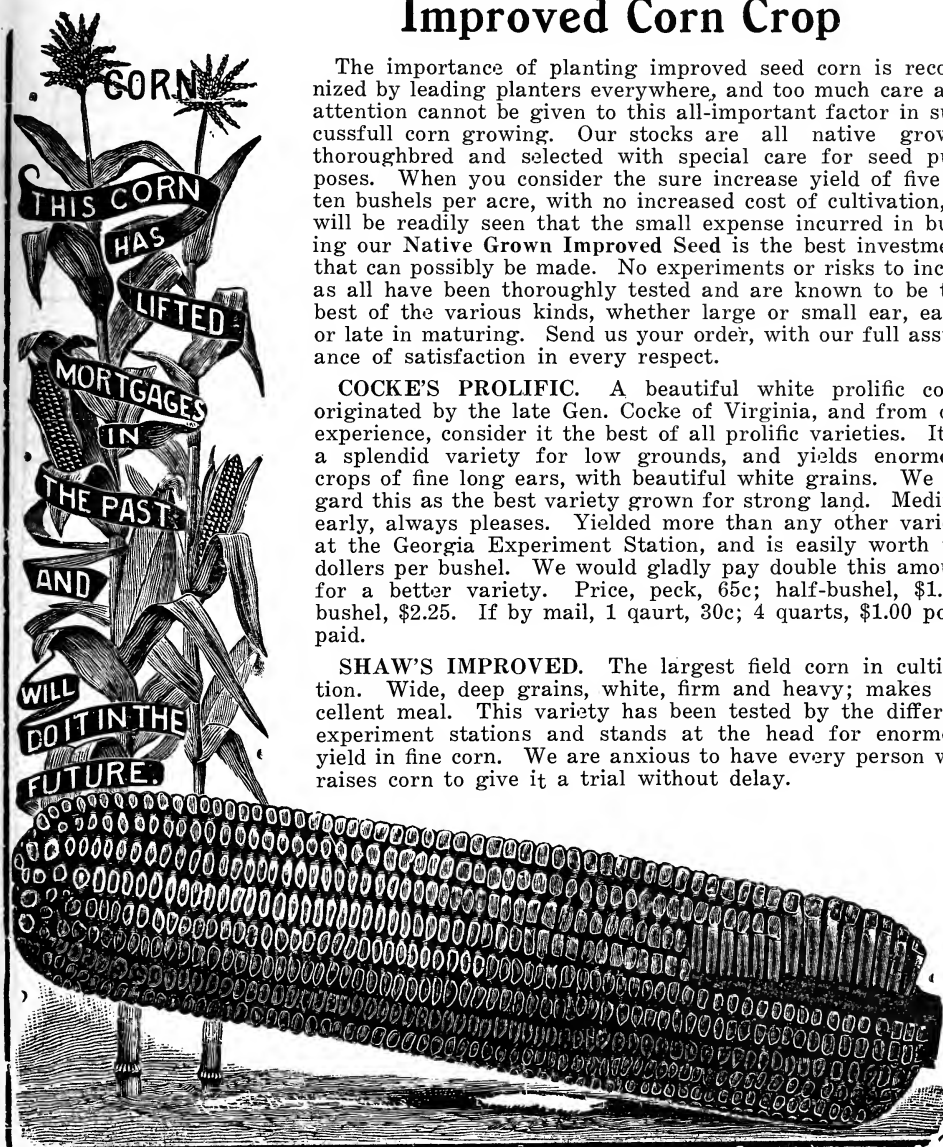 Improved Corn Crop
CORN
THIS CORN
HAS
LIFTED
MORTGAGES
IN
THE PAST
AND
WILL
DO IT IN THE
FUTURE.
The importance of planting improved seed corn is reco
nized by leading planters everywhere, and too much care a
attention cannot be given to this all-important factor in su
cussfull corn growing. Our stocks are all native grow
thoroughbred and selected with special care for seed pu
poses. When you consider the sure increase yield of five
ten bushels per acre, with no increased cost of cultivation,
will be readily seen that the small expense incurred in bu
ing our Native Grown Improved Seed is the best investme
that can possibly be made. No experiments or risks to inc
as all have been thoroughly tested and are known to be t
best of the various kinds, whether large or small ear, ea
or late in maturing. Send us your order, with our full ass
ance of satisfaction in every respect.
COCKE'S PROLIFIC. A beautiful white prolific co
originated by the late Gen. Cocke of Virginia, and from o
experience, consider it the best of all prolific varieties. It
a splendid variety for low grounds, and yields enorme
crops of fine long ears, with beautiful white grains. We
gard this as the best variety grown for strong land. Medi
early, always pleases. Yielded more than any other vari
at the Georgia Experiment Station, and is easily worth
dollers per bushel. We would gladly pay double this amou
for a better variety. Price, peck, 65c; half-bushel, $1.
bushel, $2.25. If by mail, 1 qaurt, 30c; 4 quarts, $1.00 po
paid.
SHAW'S IMPROVED. The largest field corn in culti
tion. Wide, deep grains, white, firm and heavy; makes
cellent meal. This variety has been tested by the differ
experiment stations and stands at the head for enorme
yield in fine corn. We are anxious to have every person w
raises corn to give it a trial without delay.